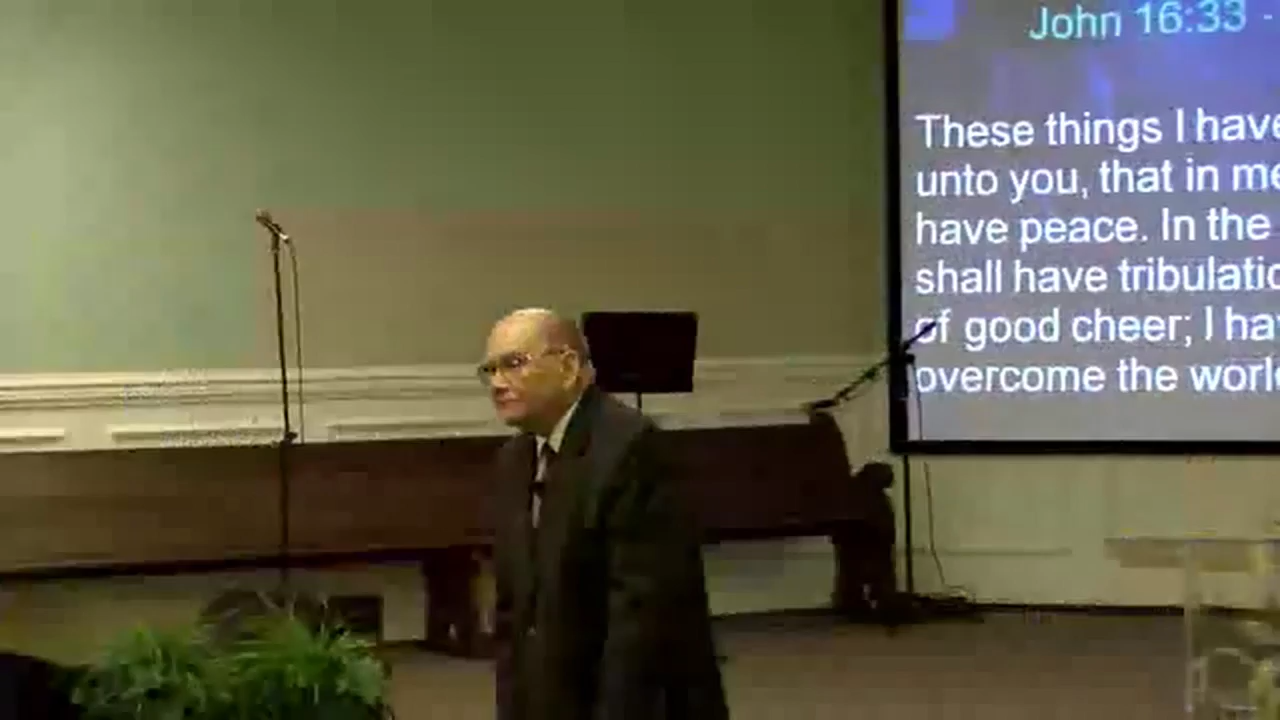 John 16:33 -
These things I have
unto you, that in me
have peace. In the
shall have tribulatio
of good cheer; I hav
overcome the world